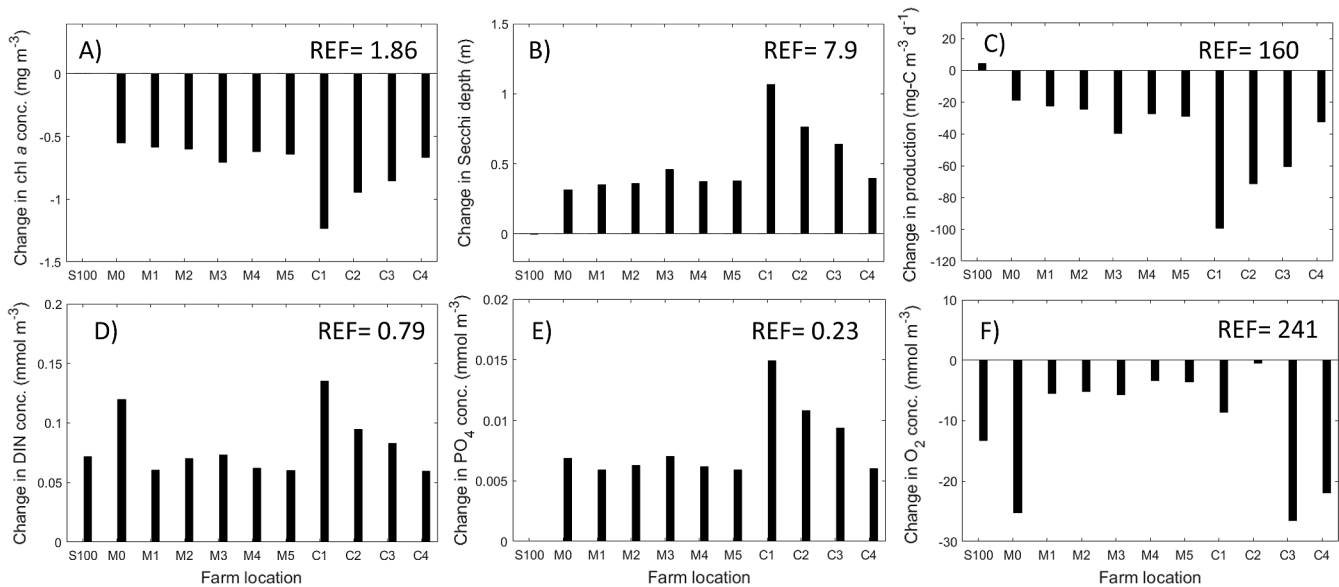 A)
REF= 1.86
Change in chl a conc. (mg m-3)
0
-0.5
-1
-1.5
S100 M0 M1 M2 M3 M4 M5 C1 C2 C3 C4
B)
REF= 7.9
Change in Secchi depth (m)
1.5
1
0.5
0
S100 M0 M1 M2 M3 M4 M5 C1 C2 C3 C4
C)
REF= 160
Change in production (mg-C m-3 d-1)
20
0
-20
-40
-60
-80
-100
-120
S100 M0 M1 M2 M3 M4 M5 C1 C2 C3 C4
D)
REF= 0.79
Change in DIN conc. (mmol m-3)
0.2
0.15
0.1
0.05
0
S100 M0 M1 M2 M3 M4 M5 C1 C2 C3 C4
Farm location
E)
REF= 0.23
Change in PO4 conc. (mmol m-3)
0.02
0.015
0.01
0.005
0
S100 M0 M1 M2 M3 M4 M5 C1 C2 C3 C4
Farm location
F)
REF= 241
Change in O2 conc. (mmol m-3)
10
0
-10
-20
-30
S100 M0 M1 M2 M3 M4 M5 C1 C2 C3 C4
Farm location